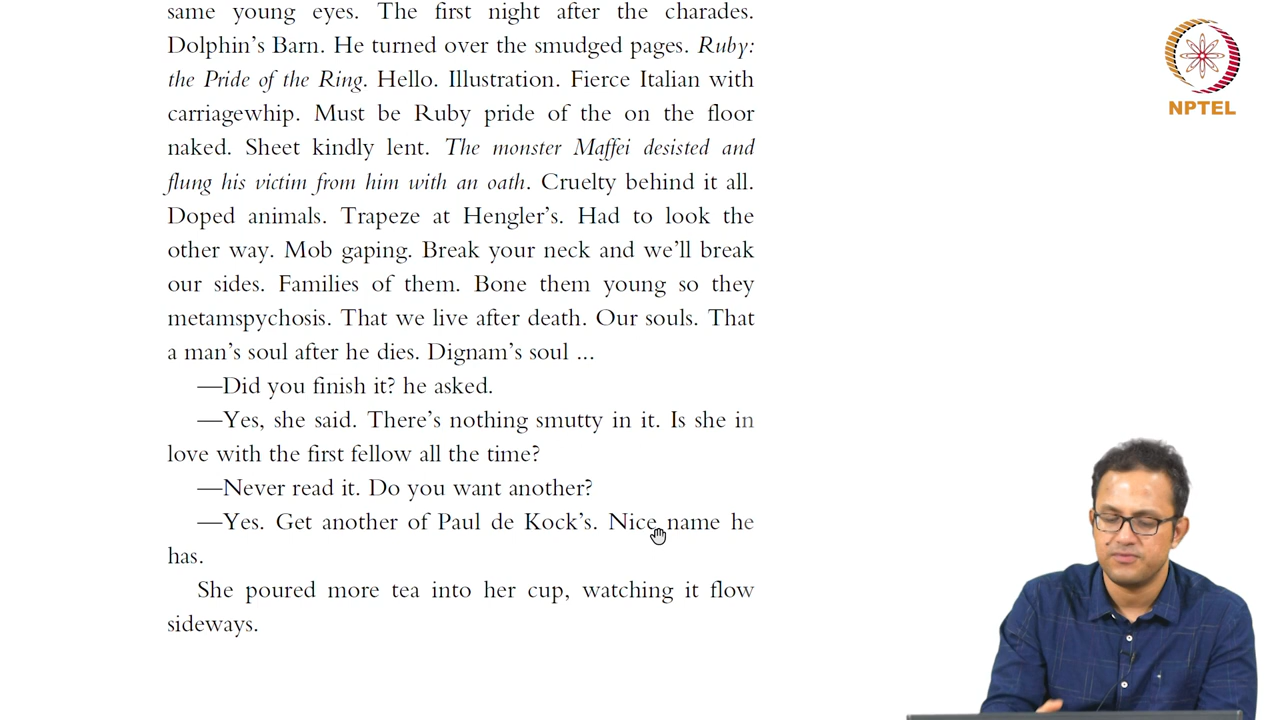 same young eyes. The first night after the charades.
Dolphin's Barn. He turned over the smudged pages. Ruby:
the Pride of the Ring. Hello. Illustration. Fierce Italian with
carriagewhip. Must be Ruby pride of the on the floor
naked. Sheet kindly lent. The monster Maffei desisted and
flung his victim from him with an oath. Cruelty behind it all.
Doped animals. Trapeze at Hengler's. Had to look the
other way. Mob gaping. Break your neck and we'll break
our sides. Families of them. Bone them young so they
metamspychosis. That we live after death. Our souls. That
a man's soul after he dies. Dignam's soul ...
—Did you finish it? he asked.
—Yes, she said. There's nothing smutty in it. Is she in
love with the first fellow all the time?
—Never read it. Do you want another?
—Yes. Get another of Paul de Kock's. Nice name he
has.
She poured more tea into her cup, watching it flow
sideways.
NPTEL